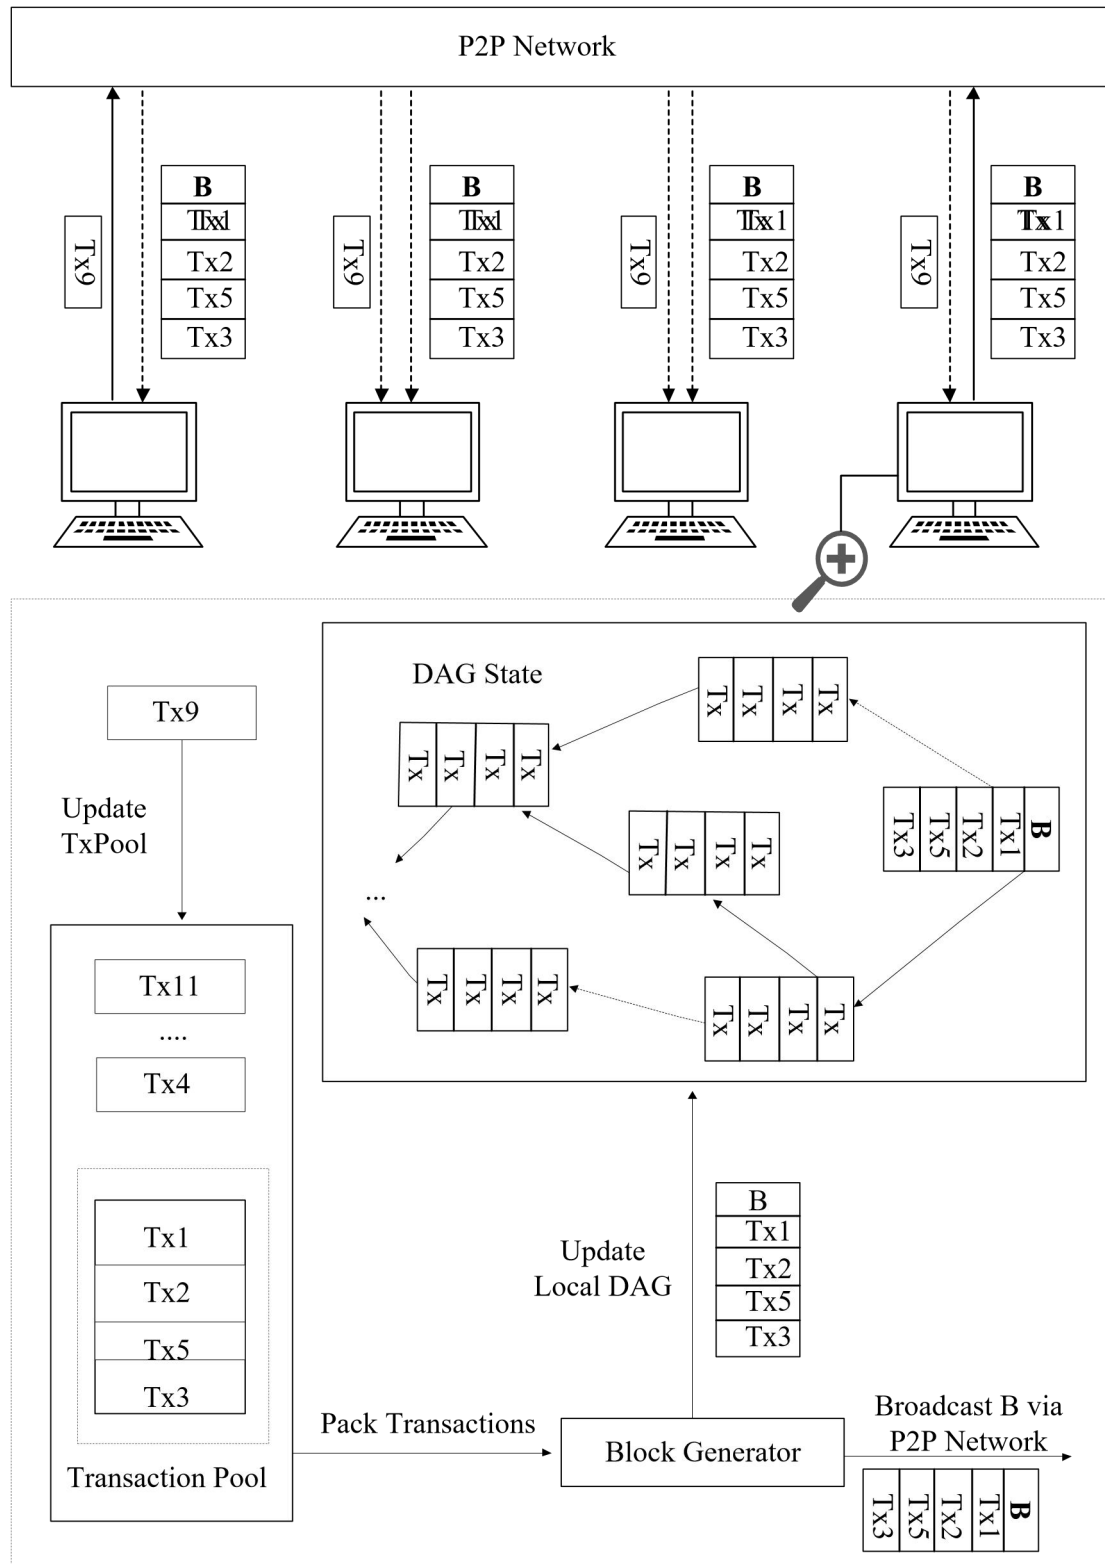 P2P Network
Tx9
B
Tx1
Tx2
Tx5
Tx3
Tx9
B
Tx1
Tx2
Tx5
Tx3
Tx9
B
Tx1
Tx2
Tx5
Tx3
Tx9
B
Tx1
Tx2
Tx5
Tx3
DAG State
Tx Tx Tx Tx
Tx Tx Tx Tx
Tx Tx Tx Tx
Tx3 Tx5 Tx2 Tx1 B
...
Tx Tx Tx Tx
Tx Tx Tx Tx
Tx9
Update
TxPool
Tx11
....
Tx4
Tx1
Tx2
Tx5
Tx3
Transaction Pool
Pack Transactions
Block Generator
Update
Local DAG
B
Tx1
Tx2
Tx5
Tx3
Broadcast B via
P2P Network
Tx3 Tx5 Tx2 Tx1 B